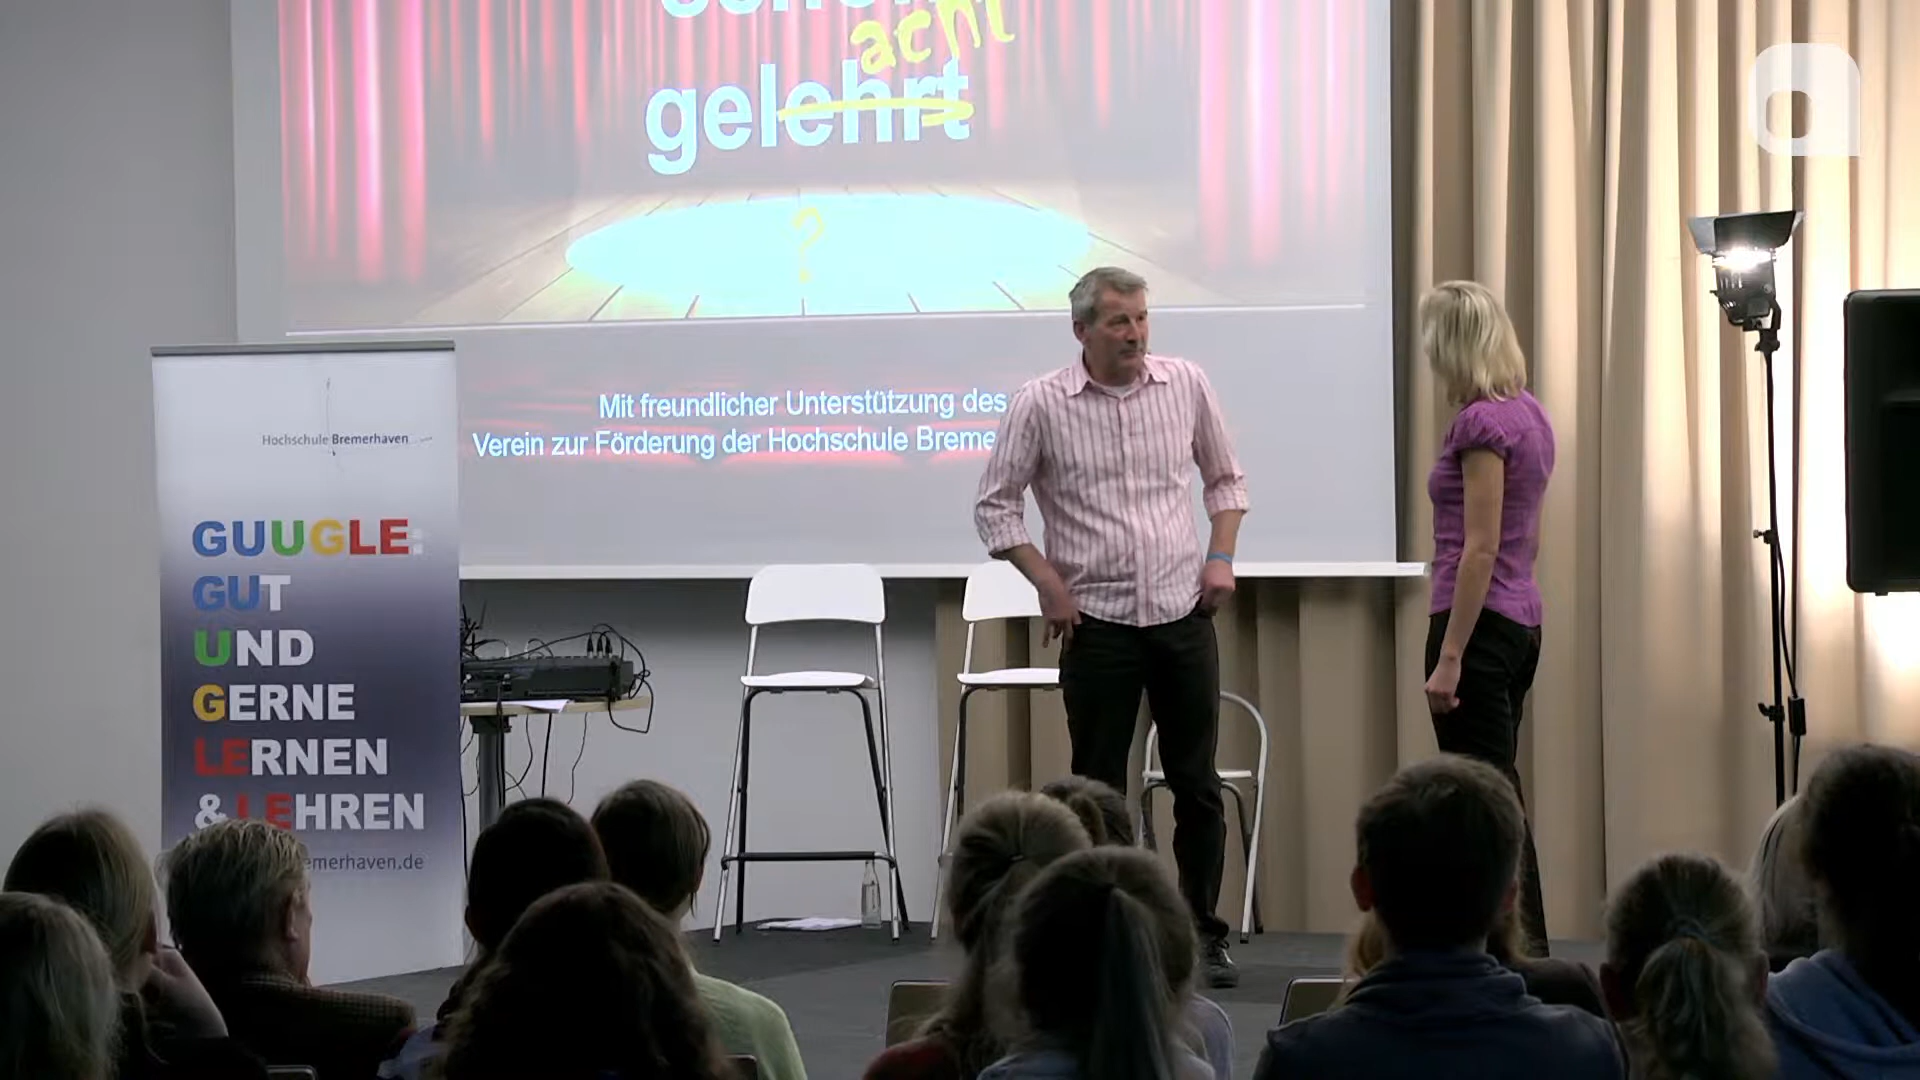 acht
gelehrt
?
Mit freundlicher Unterstützung des
Verein zur Förderung der Hochschule Breme
Hochschule Bremerhaven
GUUGLE:
GUT
UND
GERNE
LERNEN
& LEHREN
emerhaven.de